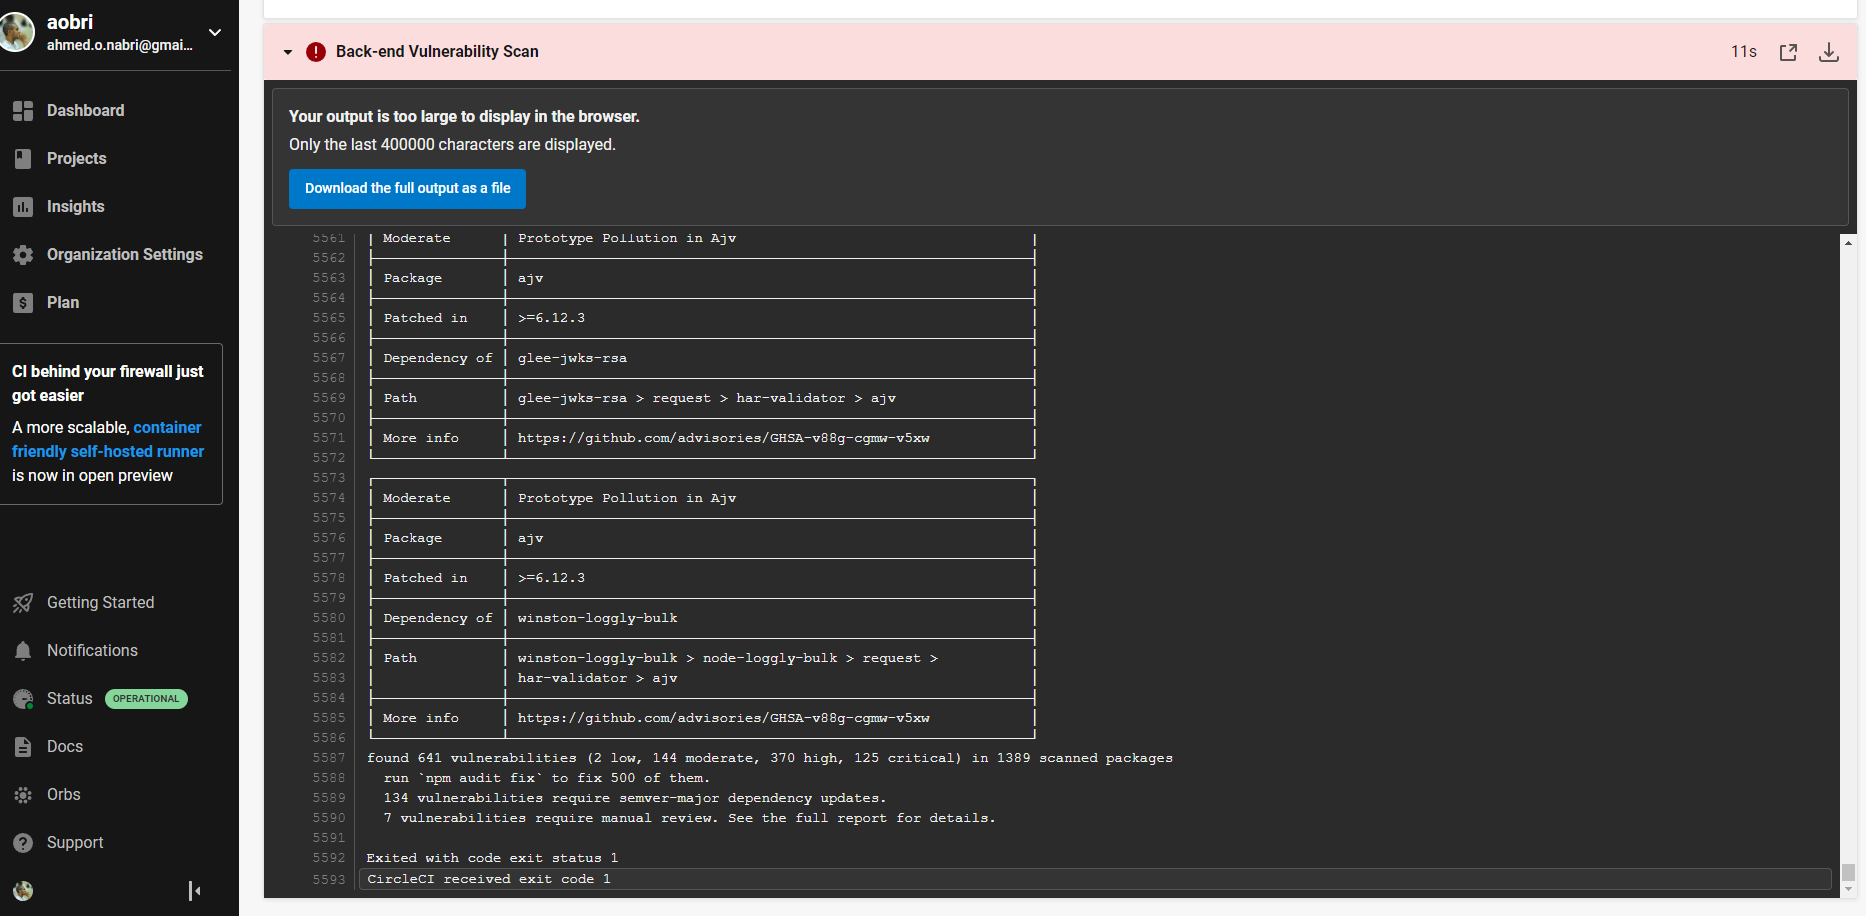 aobri
ahmed.o.nabri@gmai...
Dashboard
Projects
Insights
Organization Settings
Plan
CI behind your firewall just
got easier
A more scalable, container
friendly self-hosted runner
is now in open preview
Getting Started
Notifications
Status OPERATIONAL
Docs
Orbs
Support
Back-end Vulnerability Scan 11s
Your output is too large to display in the browser.
Only the last 400000 characters are displayed.
Download the full output as a file
5561 | Moderate | Prototype Pollution in Ajv |
5562
5563 | Package | ajv |
5564
5565 | Patched in | >=6.12.3 |
5566
5567 | Dependency of | glee-jwks-rsa |
5568
5569 | Path | glee-jwks-rsa > request > har-validator > ajv |
5570
5571 | More info | https://github.com/advisories/GHSA-v88g-cgmw-v5xw |
5572
5573
5574 | Moderate | Prototype Pollution in Ajv |
5575
5576 | Package | ajv |
5577
5578 | Patched in | >=6.12.3 |
5579
5580 | Dependency of | winston-loggly-bulk |
5581
5582 | Path | winston-loggly-bulk > node-loggly-bulk > request > |
5583 | | har-validator > ajv |
5584
5585 | More info | https://github.com/advisories/GHSA-v88g-cgmw-v5xw |
5586
5587 found 641 vulnerabilities (2 low, 144 moderate, 370 high, 125 critical) in 1389 scanned packages
5588 run `npm audit fix` to fix 500 of them.
5589 134 vulnerabilities require semver-major dependency updates.
5590 7 vulnerabilities require manual review. See the full report for details.
5591
5592 Exited with code exit status 1
5593 CircleCI received exit code 1